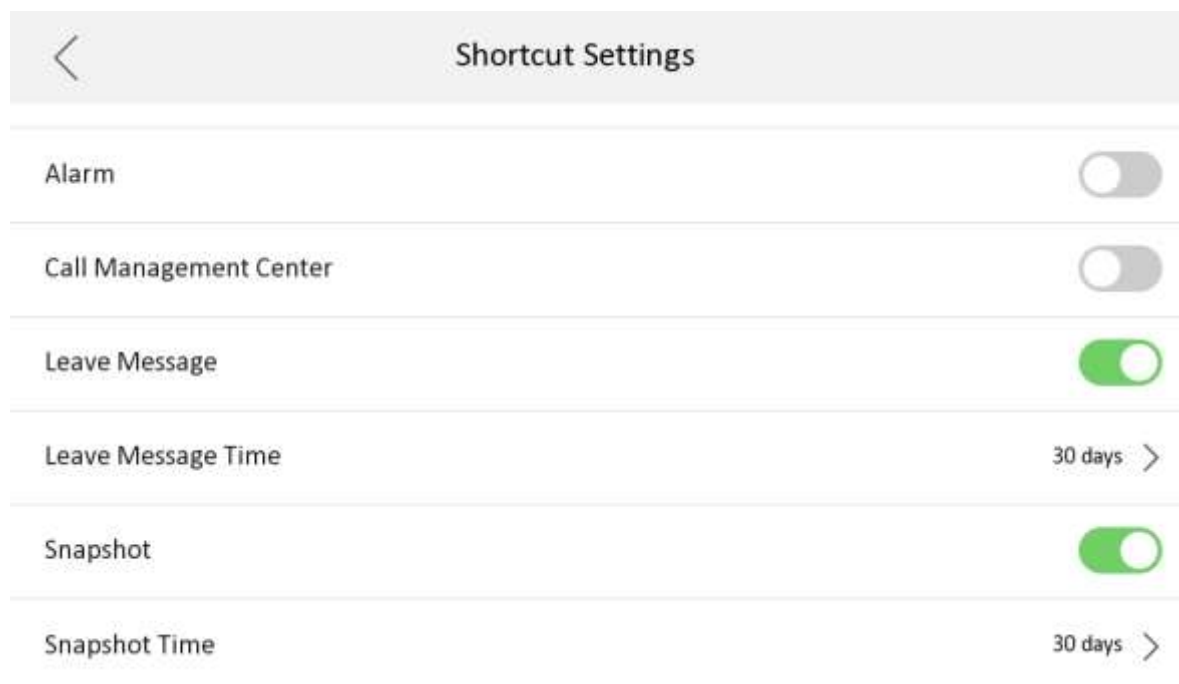 Shortcut Settings
Alarm
Call Management Center
Leave Message
Leave Message Time 30 days
Snapshot
Snapshot Time 30 days